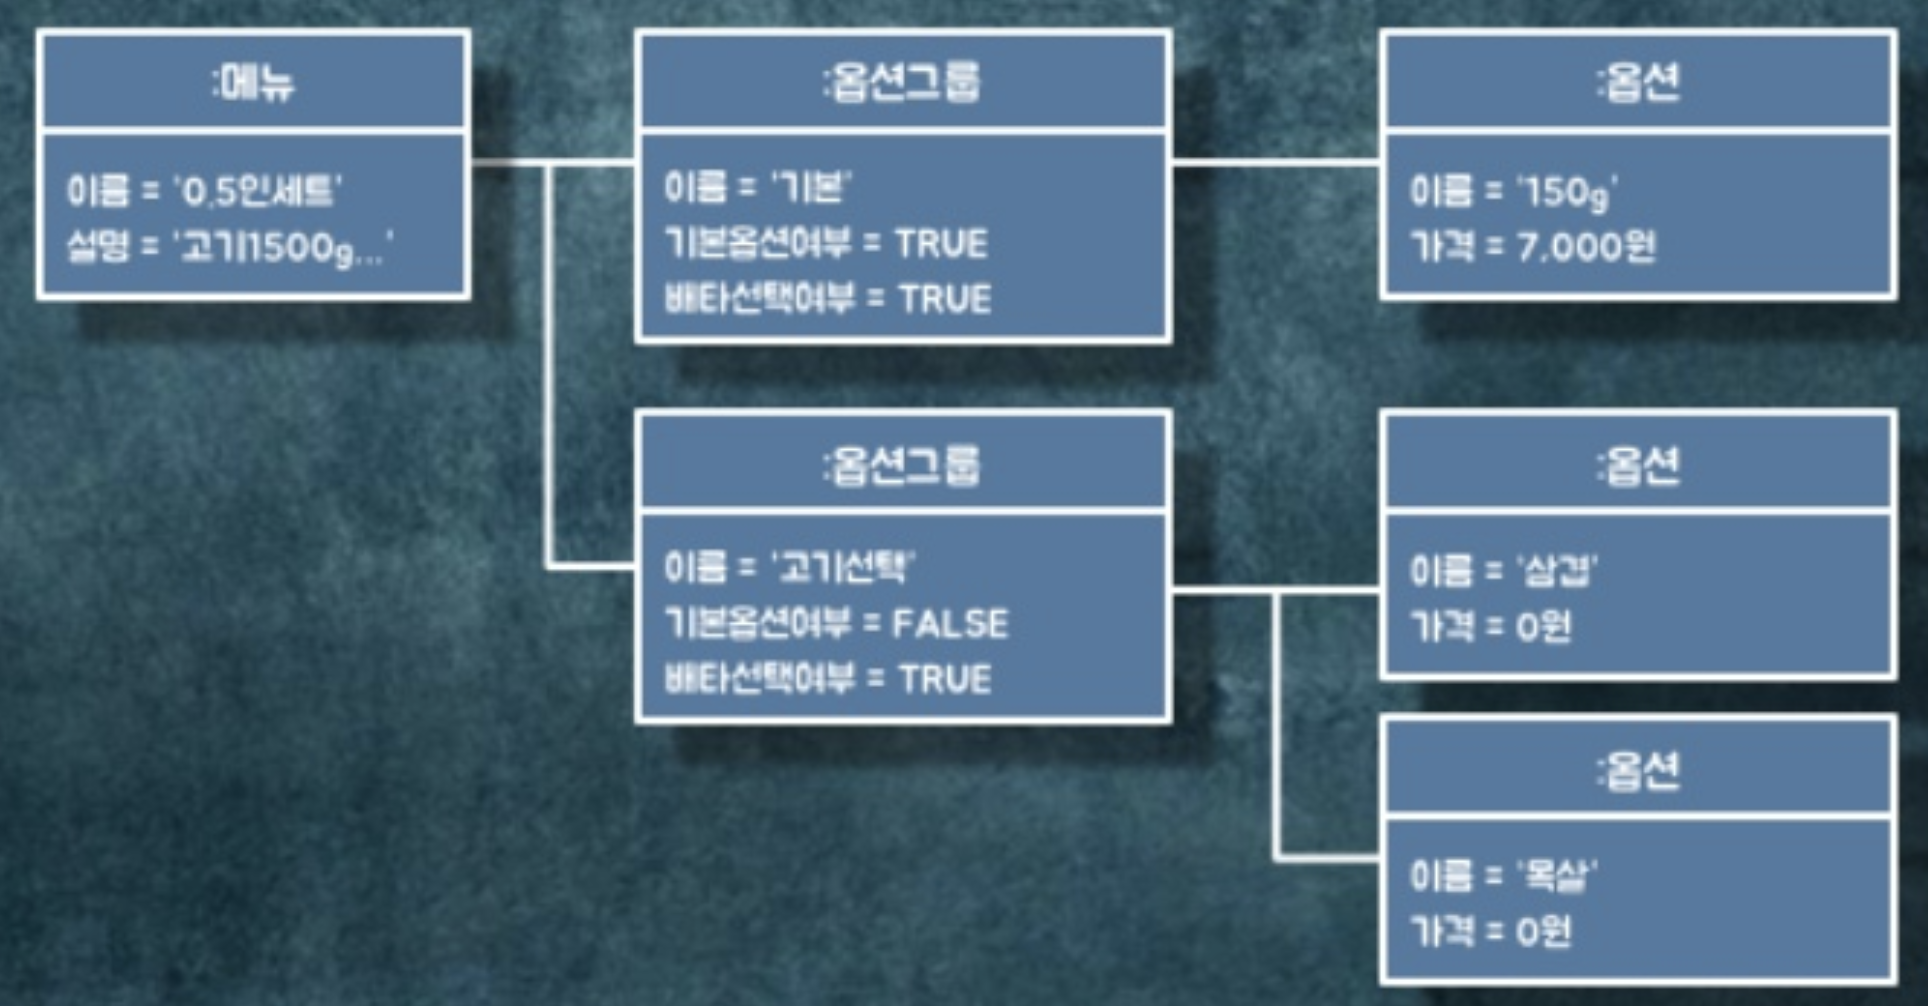 :메뉴
이름 = '0.5인세트'
설명 = '고기1500g...'
:옵션그룹
이름 = '기본'
기본옵션여부 = TRUE
배타선택여부 = TRUE
:옵션
이름 = '150g'
가격 = 7,000원
:옵션그룹
이름 = '고기선택'
기본옵션여부 = FALSE
배타선택여부 = TRUE
:옵션
이름 = '삼겹'
가격 = 0원
:옵션
이름 = '목살'
가격 = 0원